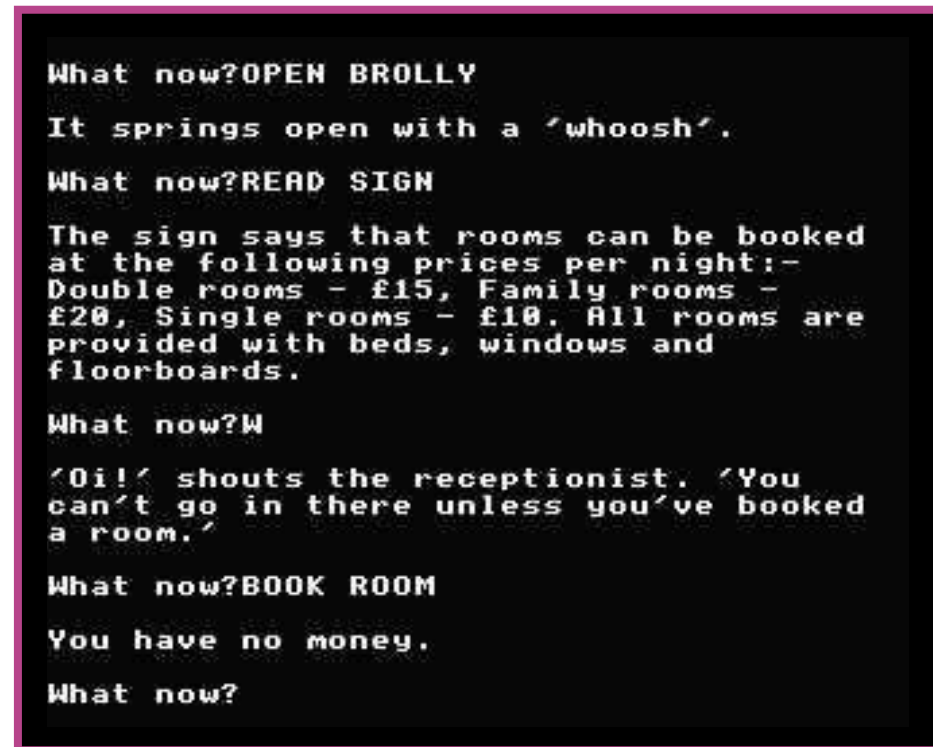 What now?OPEN BROLLY
It springs open with a ´whoosh´.
What now?READ SIGN
The sign says that rooms can be booked
at the following prices per night:-
Double rooms - £15, Family rooms -
£20, Single rooms - £10. All rooms are
provided with beds, windows and
floorboards.
What now?W
´Oi!´ shouts the receptionist. ´You
can´t go in there unless you´ve booked
a room.´
What now?BOOK ROOM
You have no money.
What now?